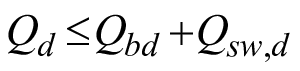 Q_d ≤ Q_bd + Q_sw,d